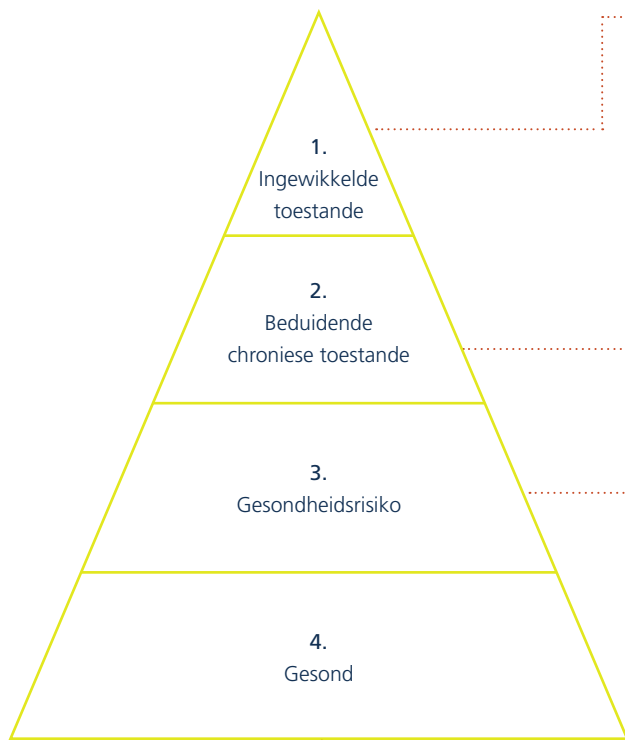 1.
Ingewikkelde
toestande
2.
Beduidende
chroniese toestande
3.
Gesondheidsrisiko
4.
Gesond